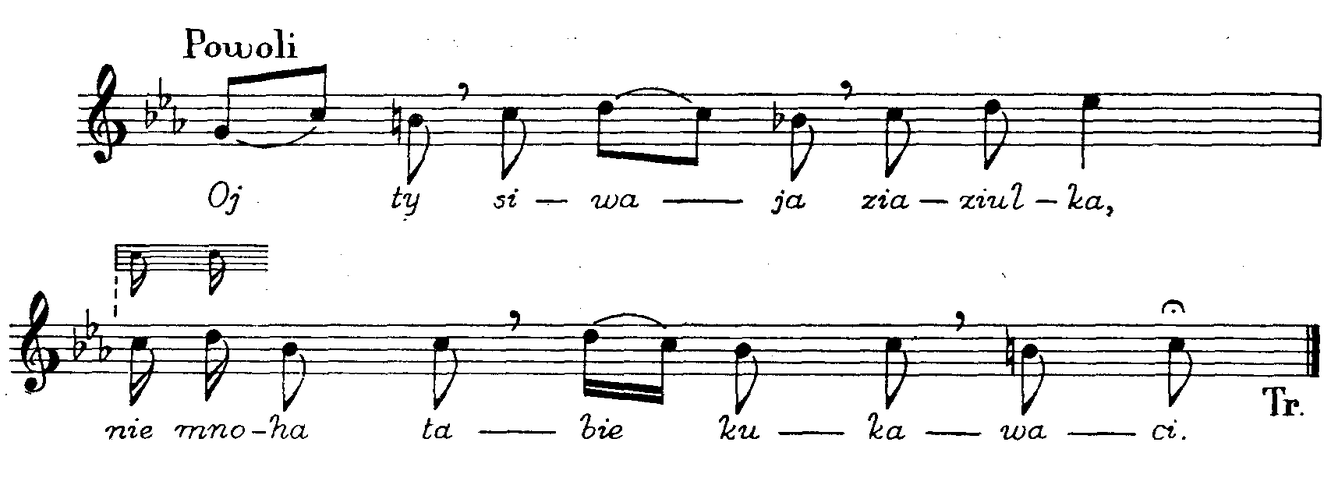 Powoli
Oj ty si — wa — ja zia — ziul — ka,
nie mno — ha ta — bie ku — ka — wa — ci.
Tr.